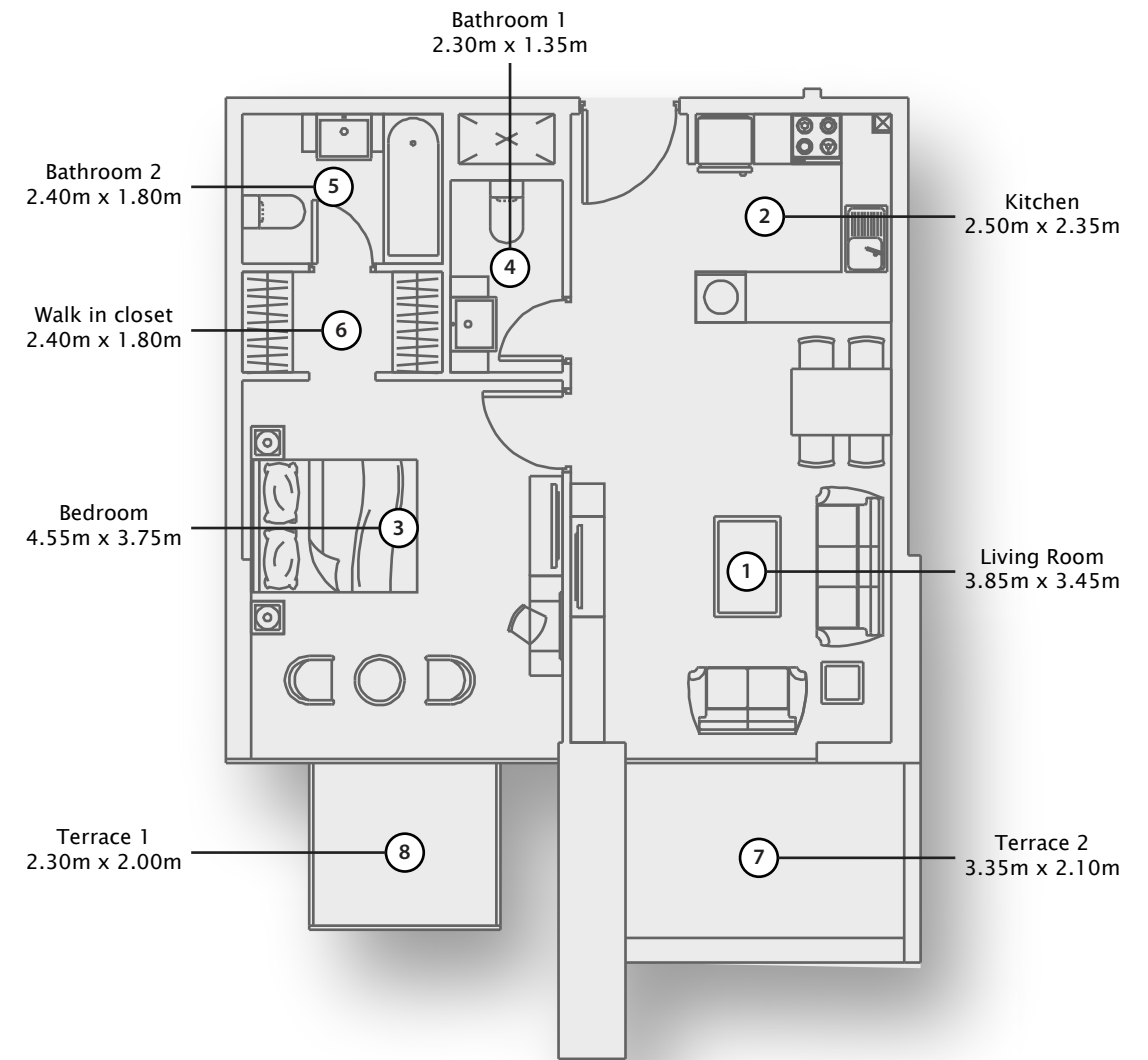 Bathroom 1
2.30m x 1.35m
Bathroom 2
2.40m x 1.80m
5
Kitchen
2.50m x 2.35m
2
4
Walk in closet
2.40m x 1.80m
6
Bedroom
4.55m x 3.75m
3
Living Room
3.85m x 3.45m
1
Terrace 1
2.30m x 2.00m
8
Terrace 2
3.35m x 2.10m
7